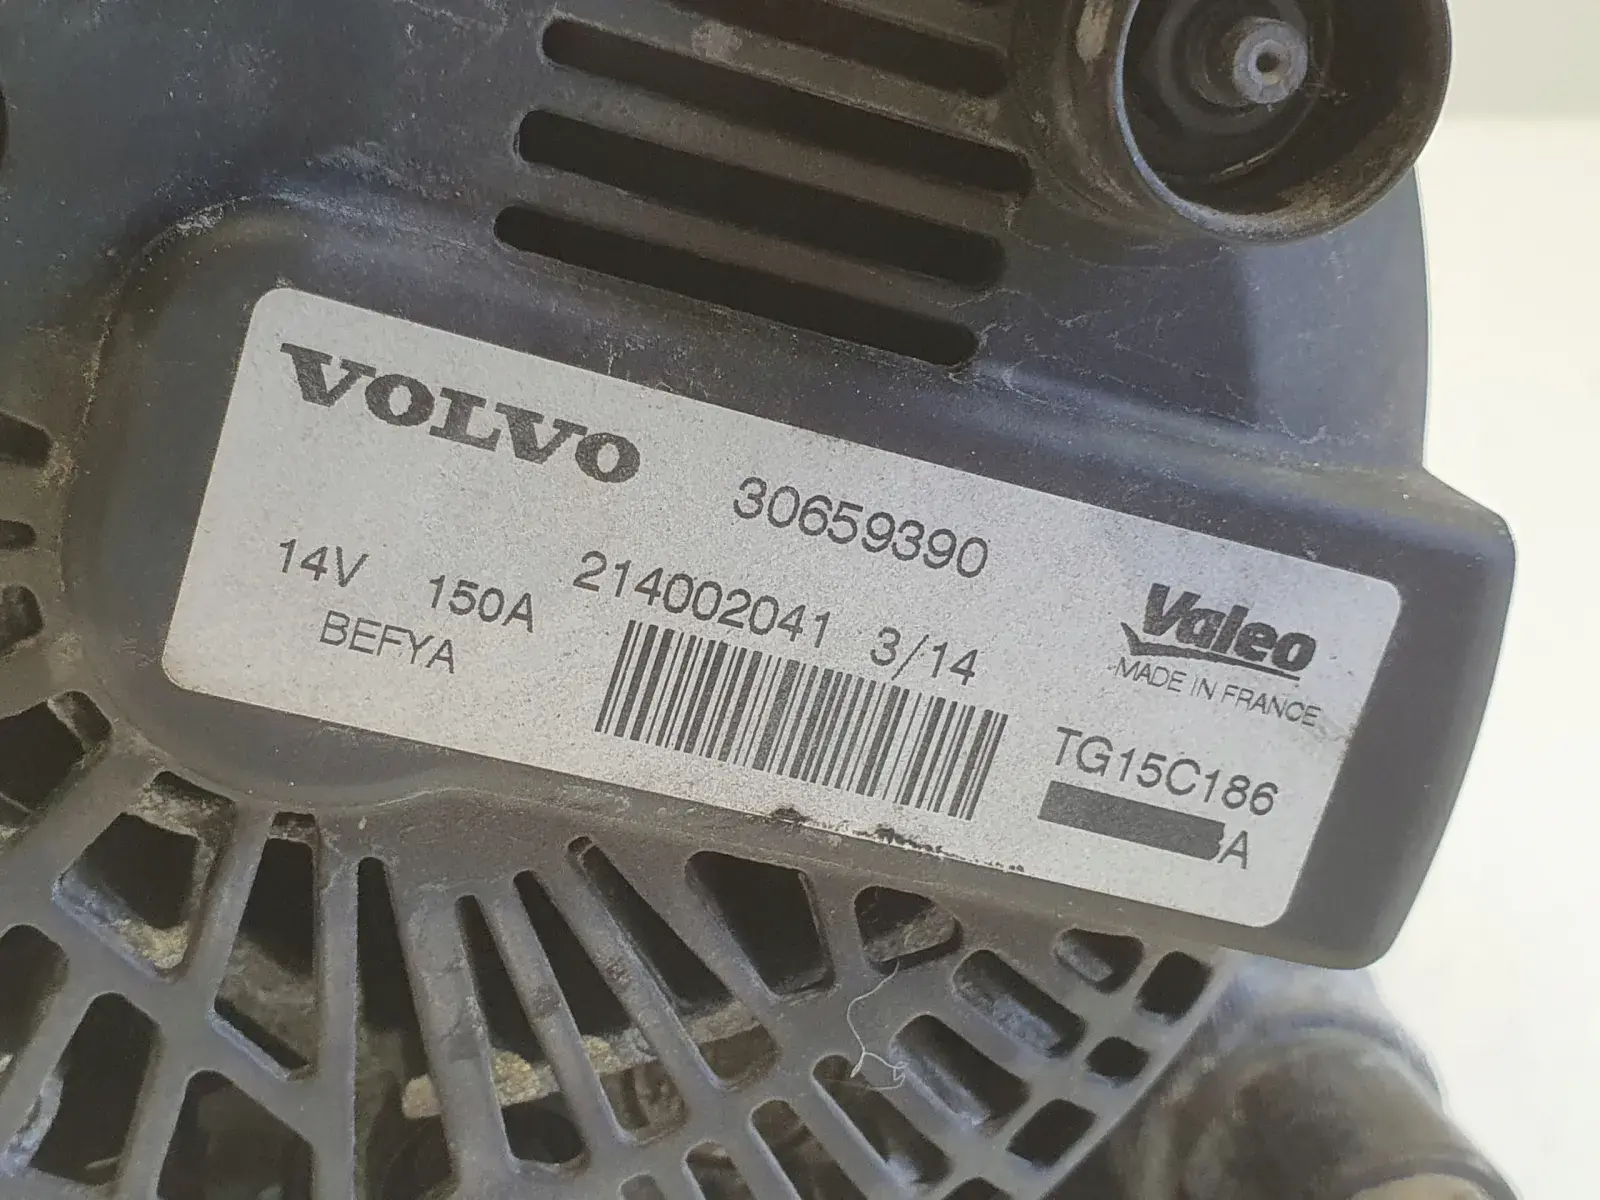 VOLVO
30659390
14V 150A 214002041 3/14
BEFYA
Valeo
MADE IN FRANCE
TG15C186
A